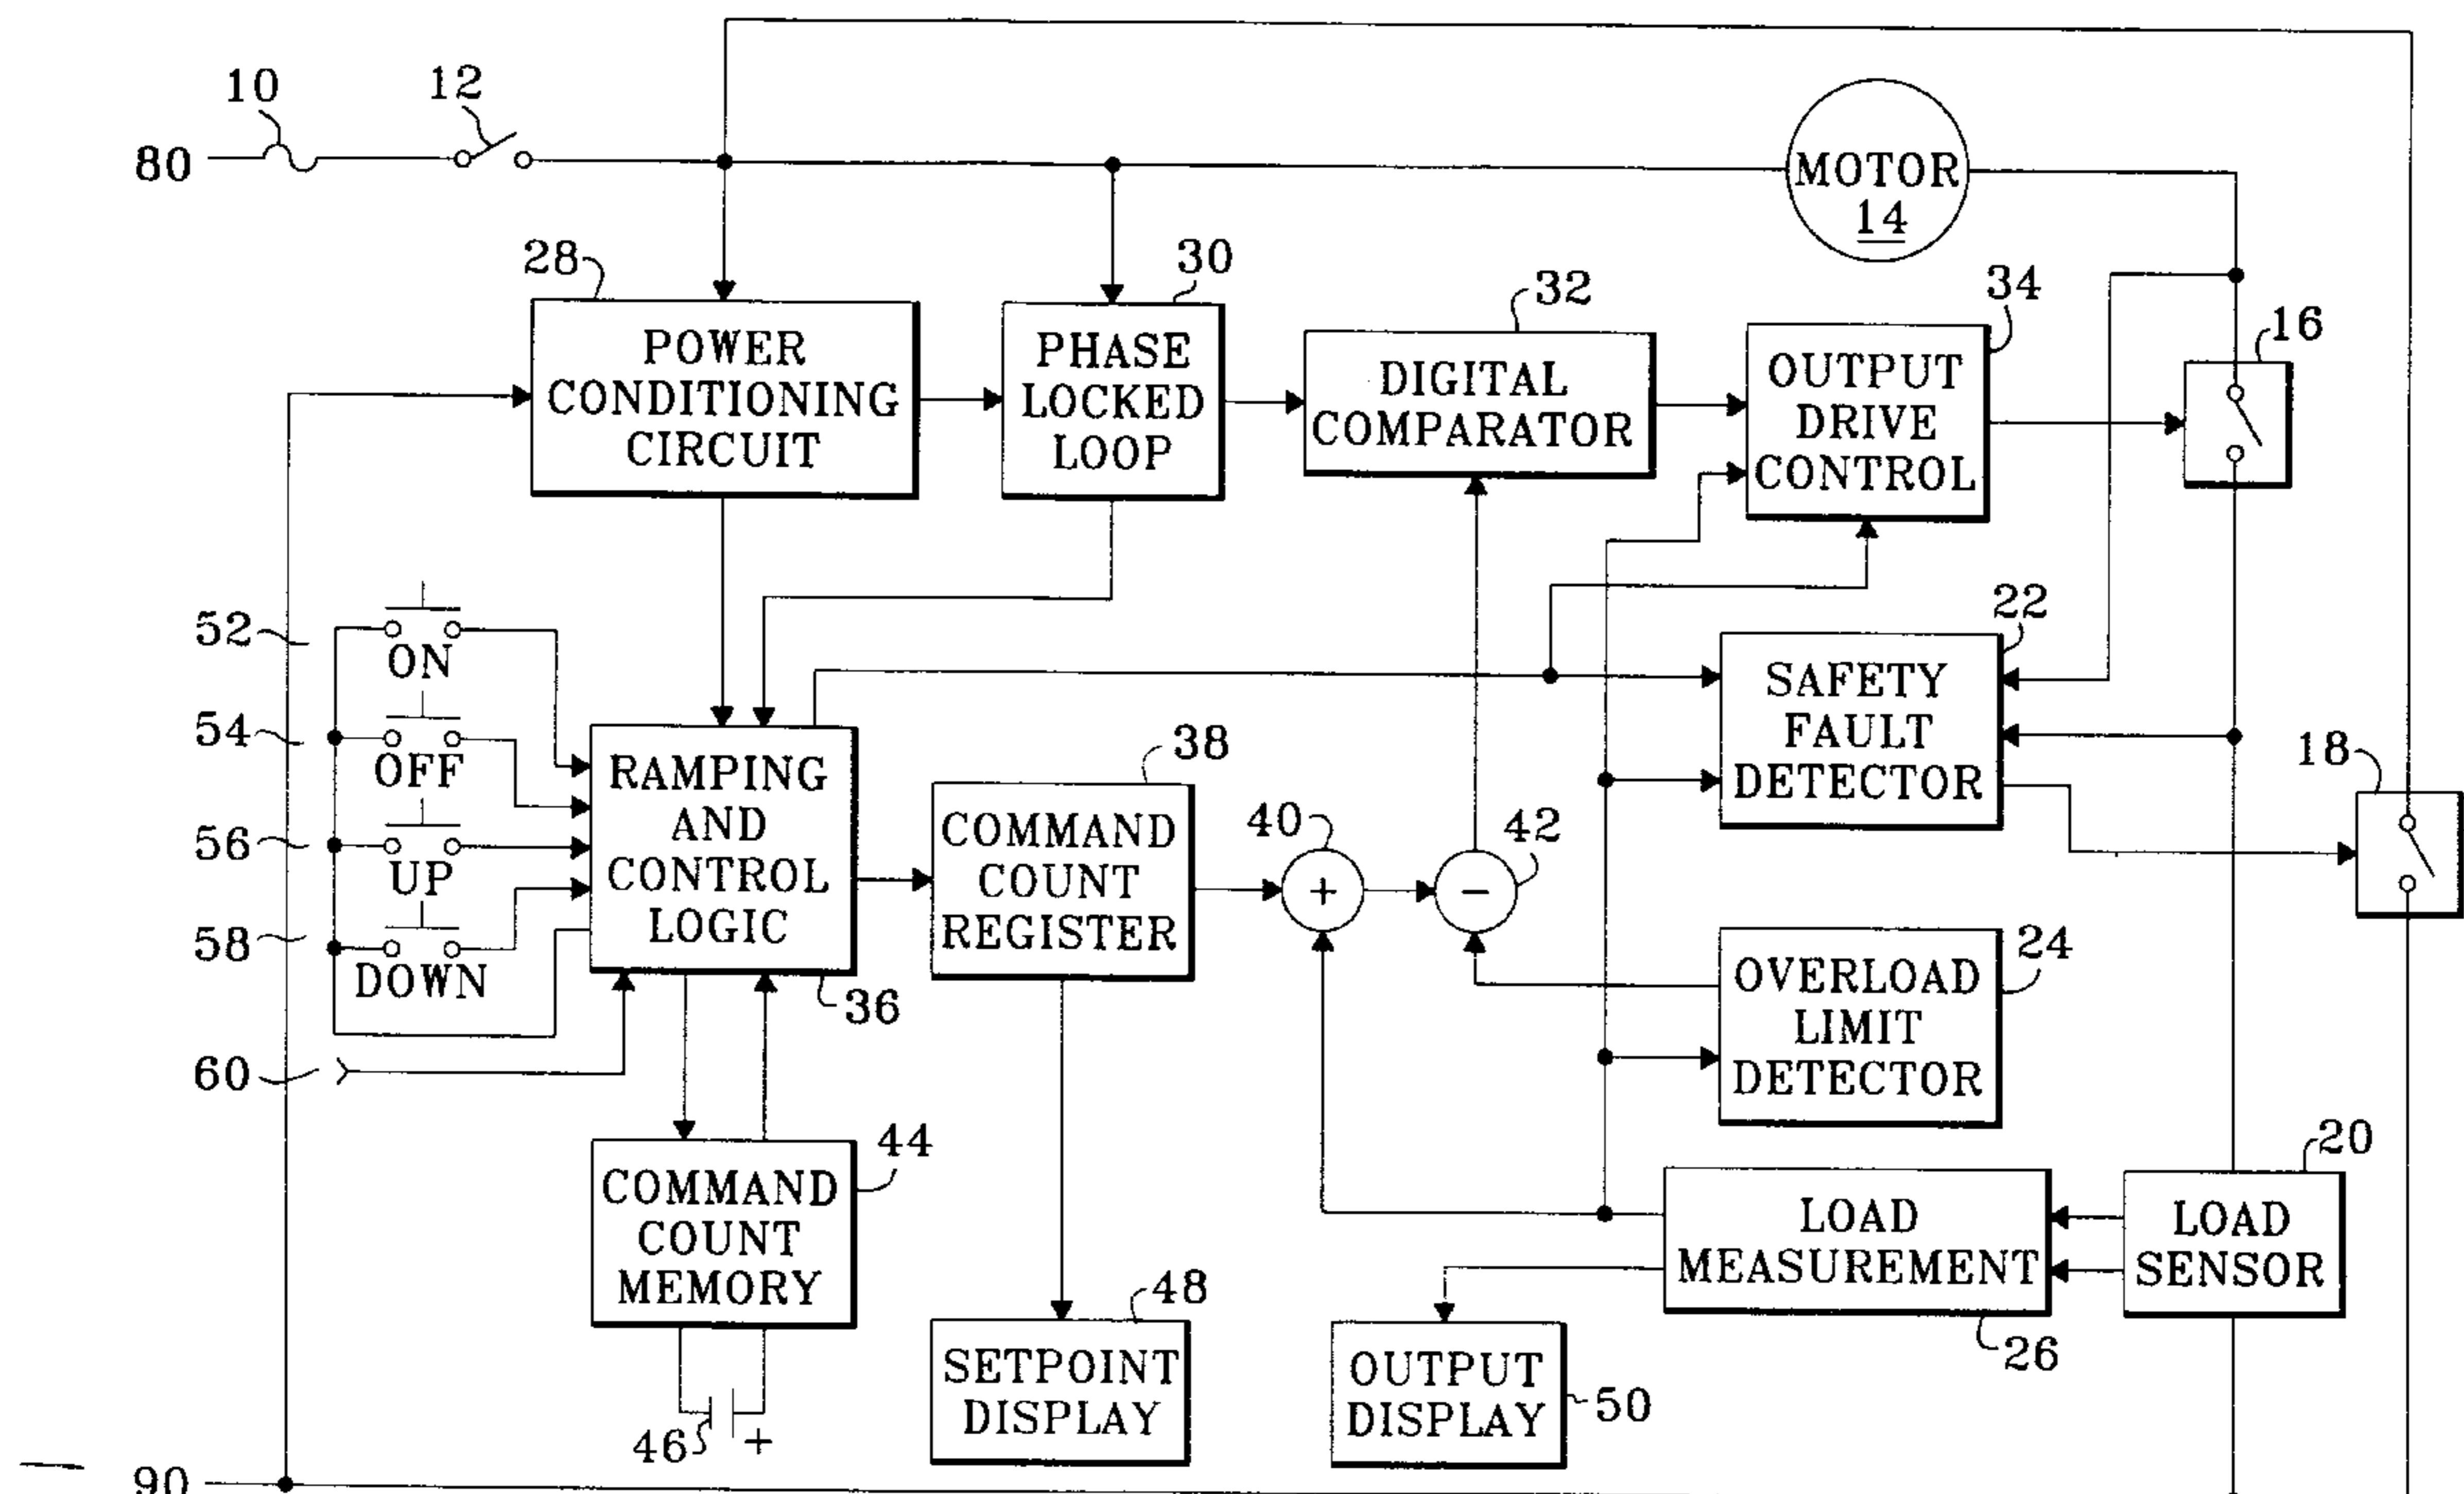 10
12
80
MOTOR
14
28
30
32
34
16
POWER
CONDITIONING
CIRCUIT
PHASE
LOCKED
LOOP
DIGITAL
COMPARATOR
OUTPUT
DRIVE
CONTROL
52
ON
54
OFF
56
UP
58
DOWN
60
RAMPING
AND
CONTROL
LOGIC
36
38
COMMAND
COUNT
REGISTER
40
+
42
−
22
SAFETY
FAULT
DETECTOR
18
24
OVERLOAD
LIMIT
DETECTOR
44
COMMAND
COUNT
MEMORY
46
+
48
SETPOINT
DISPLAY
50
OUTPUT
DISPLAY
LOAD
MEASUREMENT
26
20
LOAD
SENSOR
90